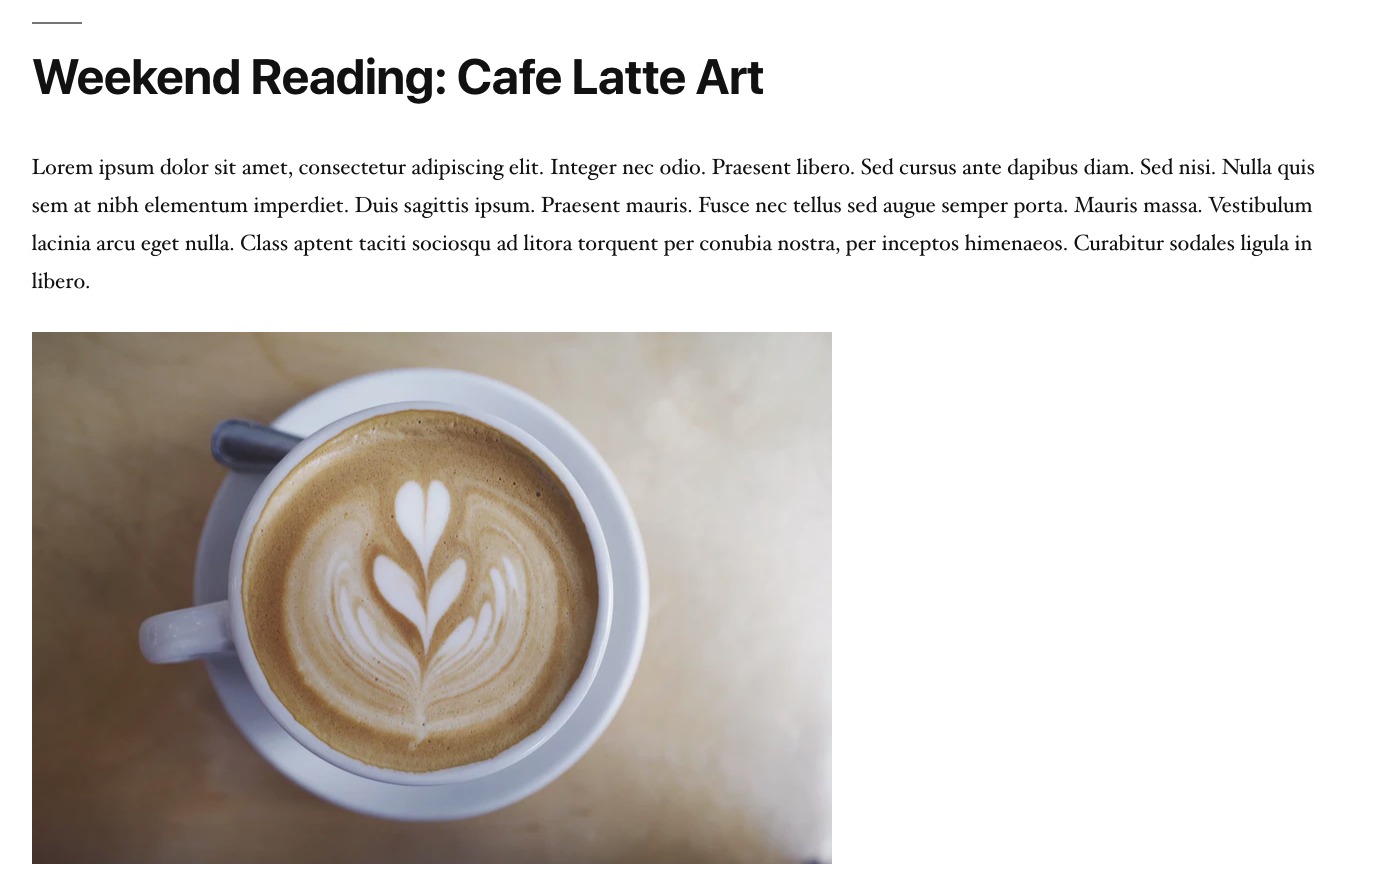 Weekend Reading: Cafe Latte Art
Lorem ipsum dolor sit amet, consectetur adipiscing elit. Integer nec odio. Praesent libero. Sed cursus ante dapibus diam. Sed nisi. Nulla quis
sem at nibh elementum imperdiet. Duis sagittis ipsum. Praesent mauris. Fusce nec tellus sed augue semper porta. Mauris massa. Vestibulum
lacinia arcu eget nulla. Class aptent taciti sociosqu ad litora torquent per conubia nostra, per inceptos himenaeos. Curabitur sodales ligula in
libero.